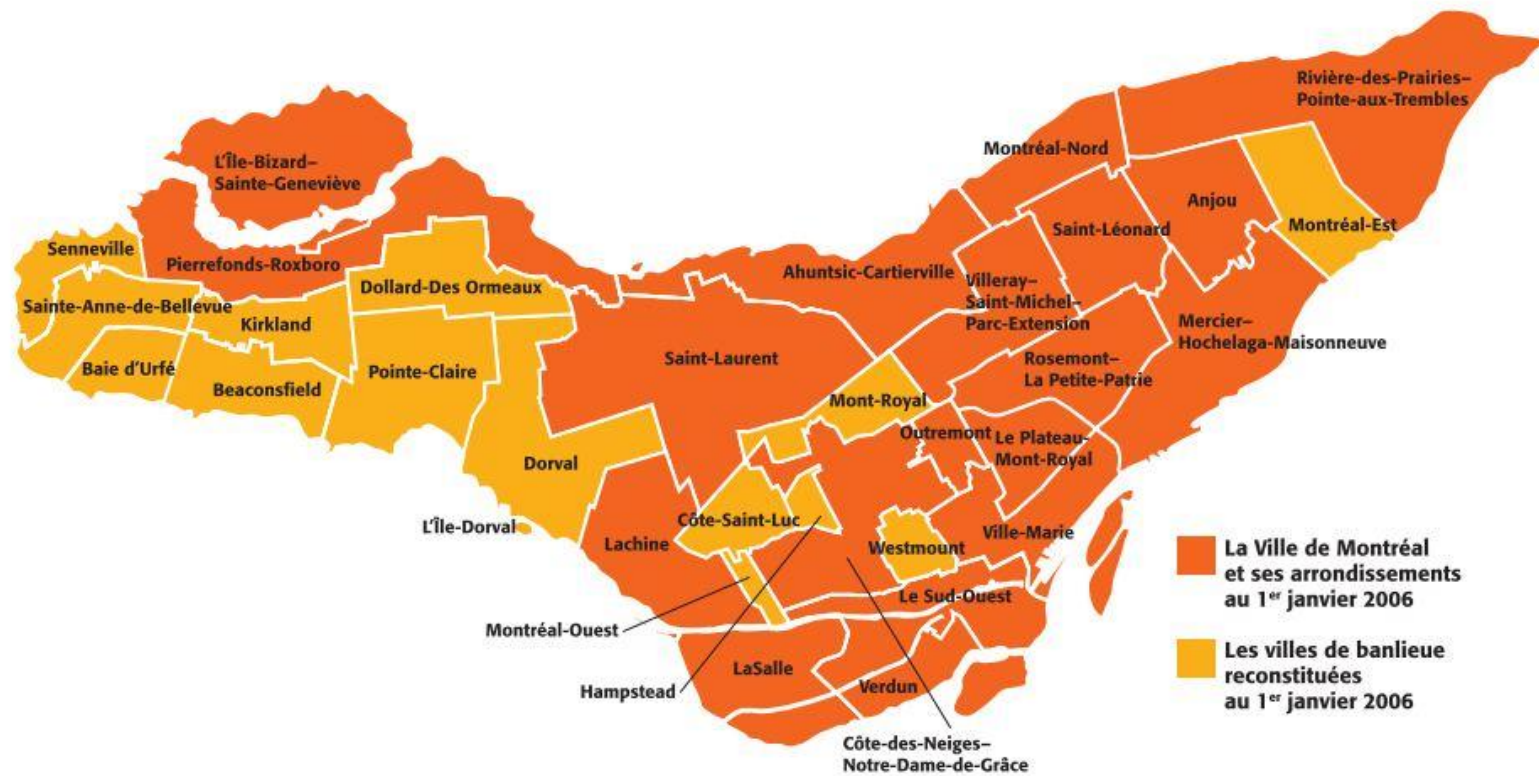 Rivière-des-Prairies–
Pointe-aux-Trembles
Montréal-Nord
L'Île-Bizard–
Sainte-Geneviève
Anjou
Montréal-Est
Saint-Léonard
Senneville
Pierrefonds-Roxboro
Ahuntsic-Cartierville
Villeray–
Saint-Michel–
Parc-Extension
Dollard-Des Ormeaux
Sainte-Anne-de-Bellevue
Kirkland
Mercier–
Hochelaga-Maisonneuve
Saint-Laurent
Rosemont–
La Petite-Patrie
Baie d'Urfé
Pointe-Claire
Beaconsfield
Mont-Royal
Outremont
Le Plateau-
Mont-Royal
Dorval
L'Île-Dorval
Côte-Saint-Luc
Ville-Marie
Lachine
Westmount
Le Sud-Ouest
Montréal-Ouest
LaSalle
Hampstead
Verdun
Côte-des-Neiges–
Notre-Dame-de-Grâce
La Ville de Montréal
et ses arrondissements
au 1er janvier 2006
Les villes de banlieue
reconstituées
au 1er janvier 2006